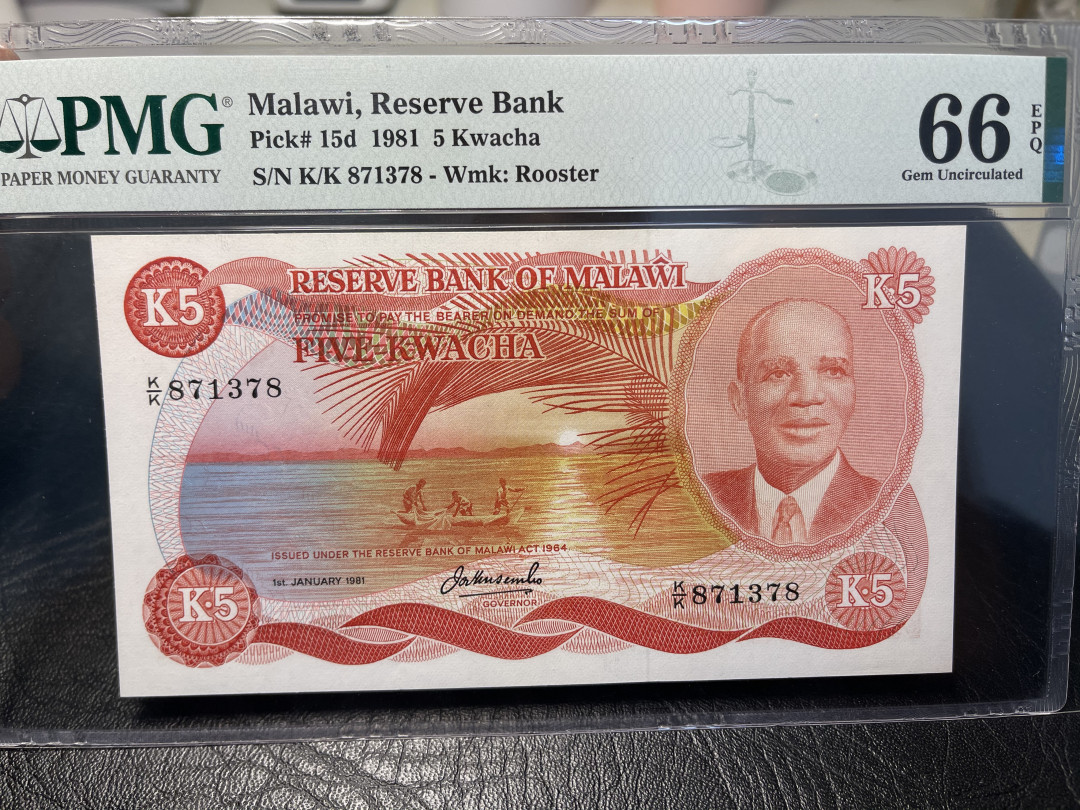 PMG®
PAPER MONEY GUARANTY
Malawi, Reserve Bank
Pick# 15d 1981 5 Kwacha
S/N K/K 871378 - Wmk: Rooster
66 EPQ
Gem Uncirculated
K5
RESERVE BANK OF MALAŴI
K5
PROMISE TO PAY THE BEARER ON DEMAND THE SUM OF
FIVE KWACHA
K/K 871378
ISSUED UNDER THE RESERVE BANK OF MALAWI ACT 1964
1st. JANUARY 1981
GOVERNOR
K/K 871378
K5
K5